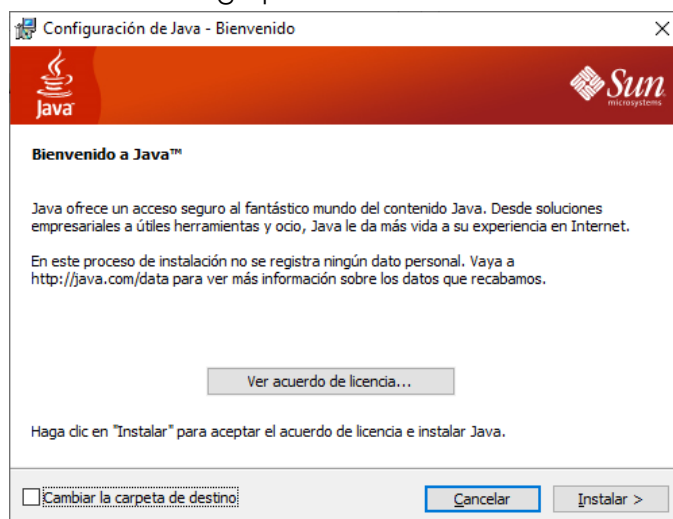 Configuración de Java - Bienvenido
Java
Sun
microsystems
Bienvenido a Java™
Java ofrece un acceso seguro al fantástico mundo del contenido Java. Desde soluciones
empresariales a útiles herramientas y ocio, Java le da más vida a su experiencia en Internet.
En este proceso de instalación no se registra ningún dato personal. Vaya a
http://java.com/data para ver más información sobre los datos que recabamos.
Ver acuerdo de licencia...
Haga clic en "Instalar" para aceptar el acuerdo de licencia e instalar Java.
Cambiar la carpeta de destino
Cancelar
Instalar >